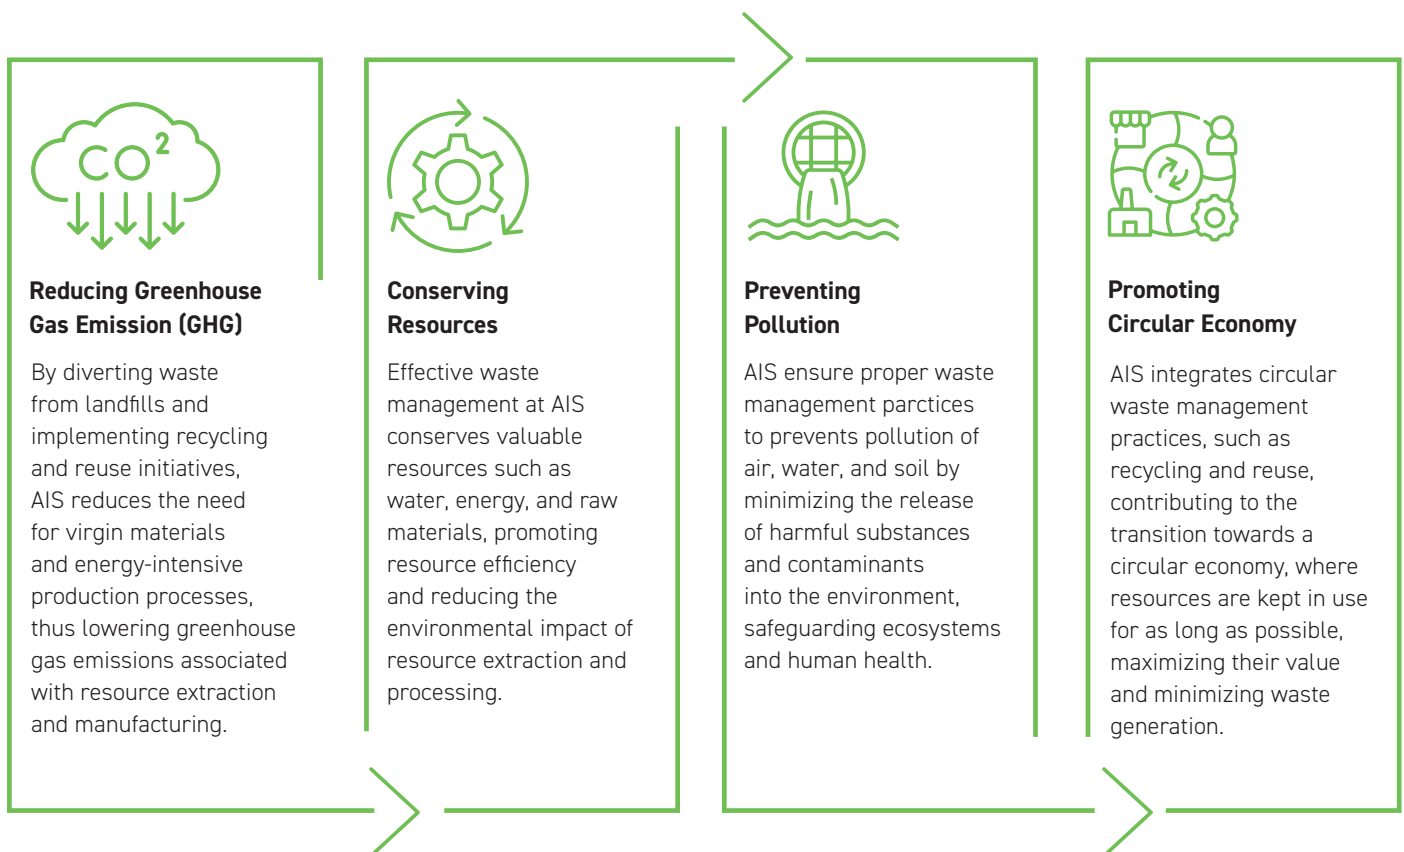 CO²
Reducing Greenhouse
Gas Emission (GHG)
By diverting waste
from landfills and
implementing recycling
and reuse initiatives,
AIS reduces the need
for virgin materials
and energy-intensive
production processes,
thus lowering greenhouse
gas emissions associated
with resource extraction
and manufacturing.
Conserving
Resources
Effective waste
management at AIS
conserves valuable
resources such as
water, energy, and raw
materials, promoting
resource efficiency
and reducing the
environmental impact of
resource extraction and
processing.
Preventing
Pollution
AIS ensure proper waste
management parctices
to prevents pollution of
air, water, and soil by
minimizing the release
of harmful substances
and contaminants
into the environment,
safeguarding ecosystems
and human health.
Promoting
Circular Economy
AIS integrates circular
waste management
practices, such as
recycling and reuse,
contributing to the
transition towards a
circular economy, where
resources are kept in use
for as long as possible,
maximizing their value
and minimizing waste
generation.